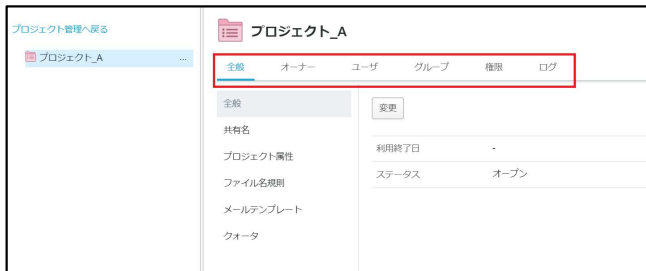 プロジェクト管理へ戻る
プロジェクト_A ...
プロジェクト_A
全般 オーナー ユーザ グループ 権限 ログ
全般
共有名
プロジェクト属性
ファイル名規則
メールテンプレート
クォータ
変更
利用終了日 -
ステータス オープン